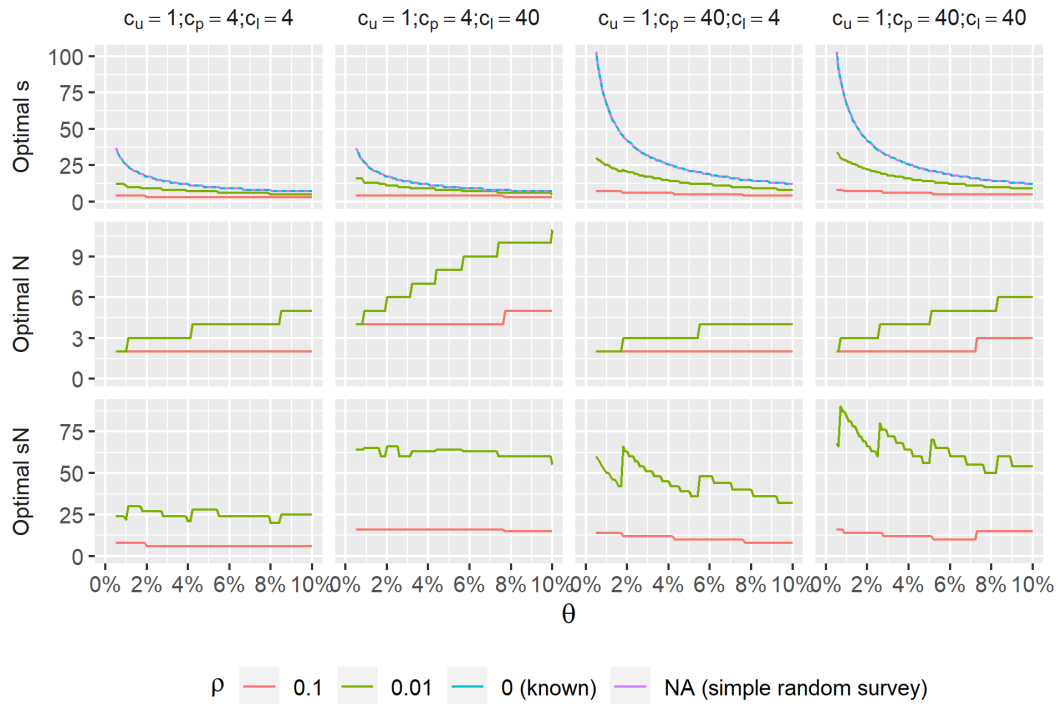 c_u = 1;c_p = 4;c_l = 4
c_u = 1;c_p = 4;c_l = 40
c_u = 1;c_p = 40;c_l = 4
c_u = 1;c_p = 40;c_l = 40
Optimal s
100
75
50
25
0
Optimal N
9
6
3
0
Optimal sN
75
50
25
0
0% 2% 4% 6% 8% 10%
0% 2% 4% 6% 8% 10%
0% 2% 4% 6% 8% 10%
0% 2% 4% 6% 8% 10%
θ
ρ 0.1 0.01 0 (known) NA (simple random survey)